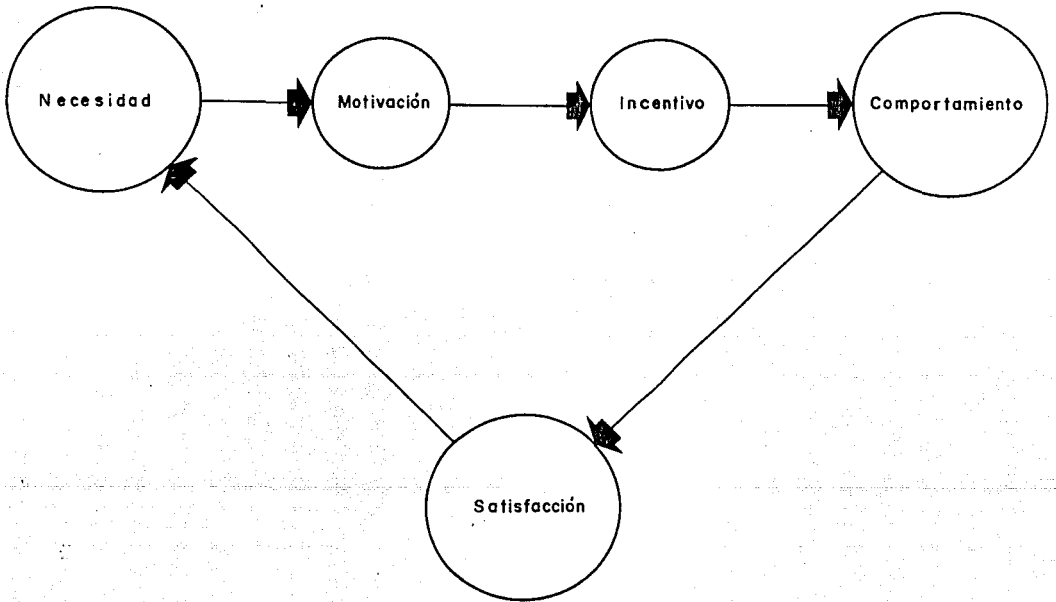 Necesidad
Motivación
Incentivo
Comportamiento
Satisfacción